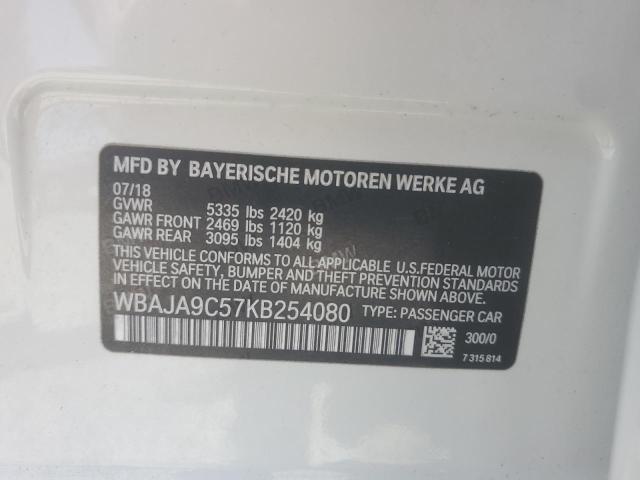 MFD BY BAYERISCHE MOTOREN WERKE AG
07/18
GVWR 5335 lbs 2420 kg
GAWR FRONT 2469 lbs 1120 kg
GAWR REAR 3095 lbs 1404 kg
THIS VEHICLE CONFORMS TO ALL APPLICABLE U.S.FEDERAL MOTOR
VEHICLE SAFETY, BUMPER AND THEFT PREVENTION STANDARDS
IN EFFECT ON THE DATE OF MANUFACTURE SHOWN ABOVE.
WBAJA9C57KB254080 TYPE: PASSENGER CAR
300/0
7 315 814